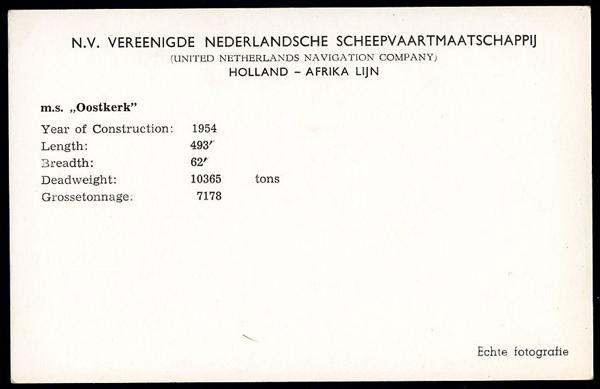 N.V. VEREENIGDE NEDERLANDSCHE SCHEEPVAARTMAATSCHAPPIJ
(UNITED NETHERLANDS NAVIGATION COMPANY)
HOLLAND – AFRIKA LIJN
m.s. „Oostkerk”
Year of Construction: 1954
Length: 493′
Breadth: 62′
Deadweight: 10365 tons
Grossetonnage: 7178
Echte fotografie